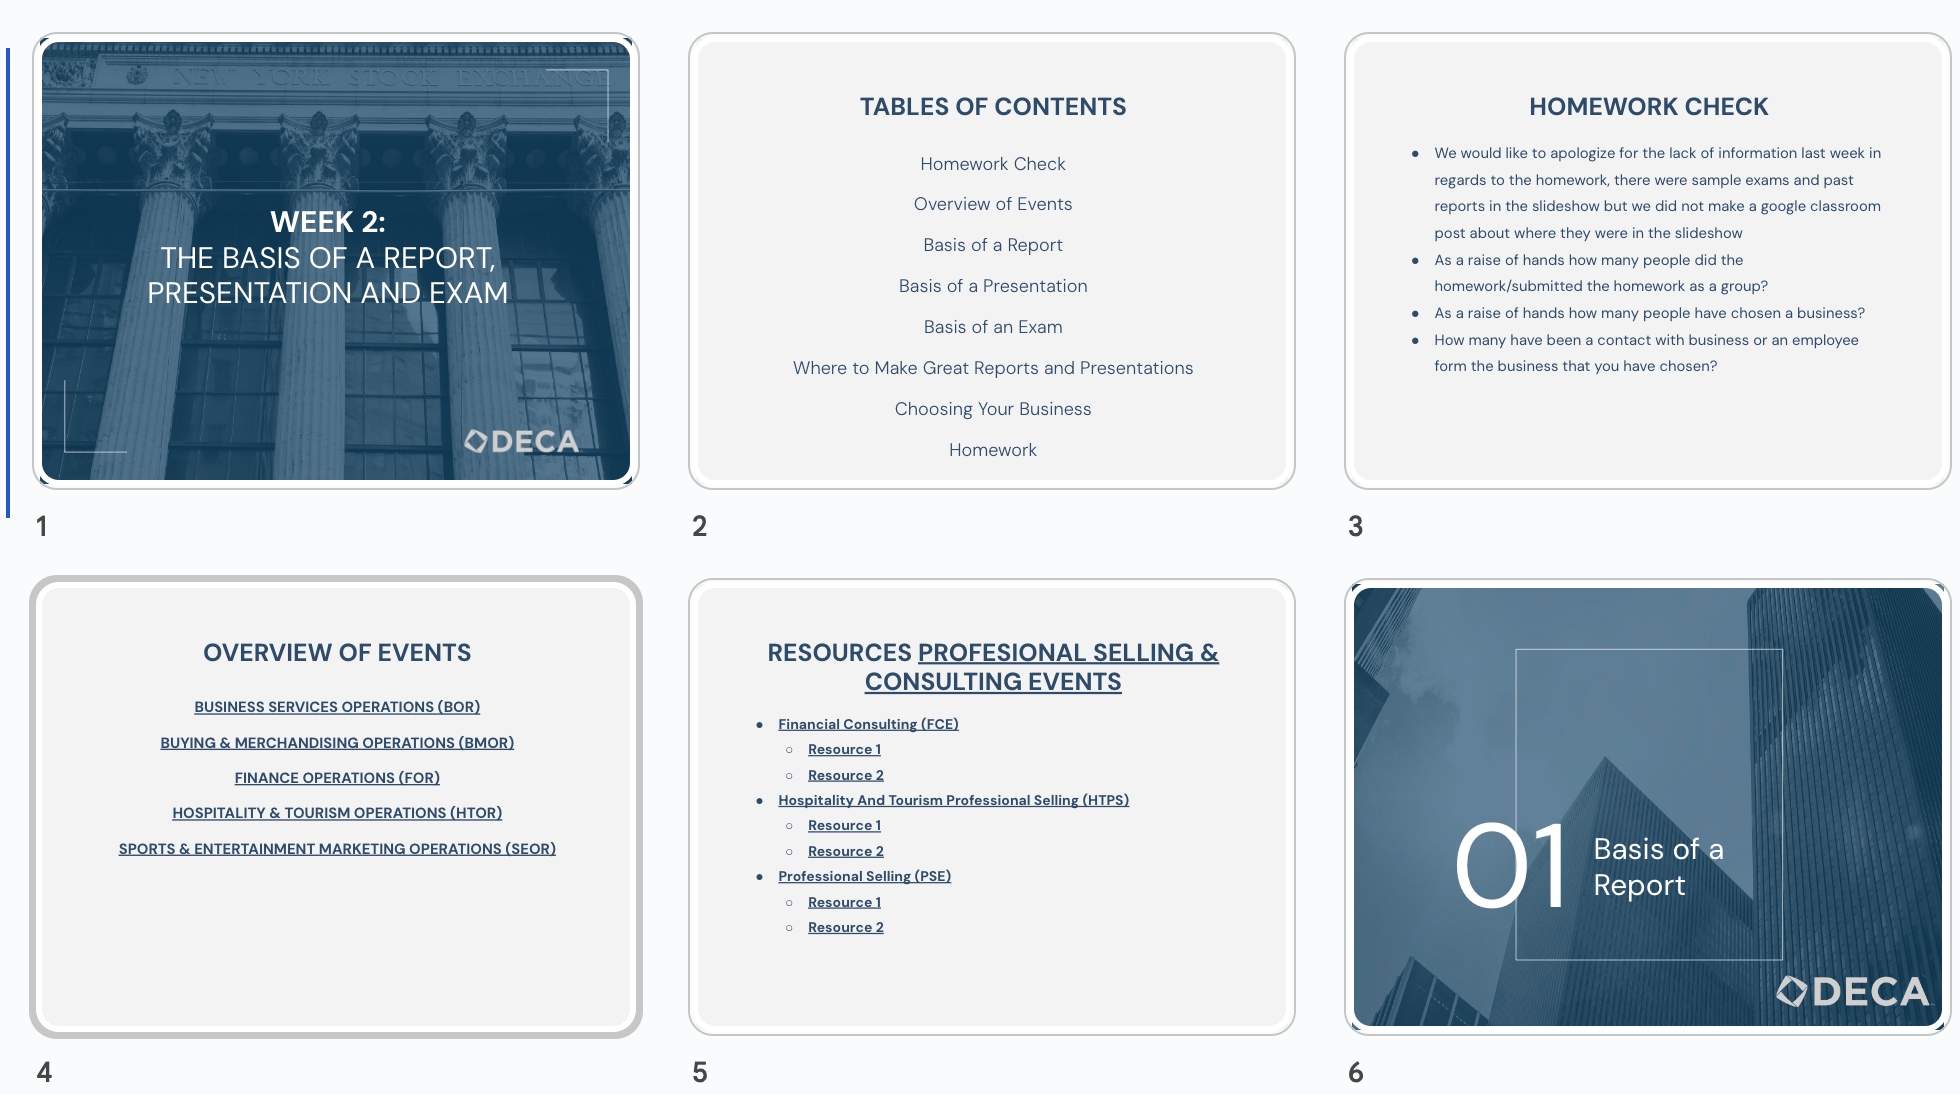 NEW YORK STOCK EXCHANGE
WEEK 2:
THE BASIS OF A REPORT,
PRESENTATION AND EXAM
DECA
1
TABLES OF CONTENTS
Homework Check
Overview of Events
Basis of a Report
Basis of a Presentation
Basis of an Exam
Where to Make Great Reports and Presentations
Choosing Your Business
Homework
2
HOMEWORK CHECK
● We would like to apologize for the lack of information last week in
regards to the homework, there were sample exams and past
reports in the slideshow but we did not make a google classroom
post about where they were in the slideshow
● As a raise of hands how many people did the
homework/submitted the homework as a group?
● As a raise of hands how many people have chosen a business?
● How many have been a contact with business or an employee
form the business that you have chosen?
3
OVERVIEW OF EVENTS
BUSINESS SERVICES OPERATIONS (BOR)
BUYING & MERCHANDISING OPERATIONS (BMOR)
FINANCE OPERATIONS (FOR)
HOSPITALITY & TOURISM OPERATIONS (HTOR)
SPORTS & ENTERTAINMENT MARKETING OPERATIONS (SEOR)
4
RESOURCES PROFESIONAL SELLING &
CONSULTING EVENTS
● Financial Consulting (FCE)
○ Resource 1
○ Resource 2
● Hospitality And Tourism Professional Selling (HTPS)
○ Resource 1
○ Resource 2
● Professional Selling (PSE)
○ Resource 1
○ Resource 2
5
01 Basis of a
Report
DECA
6